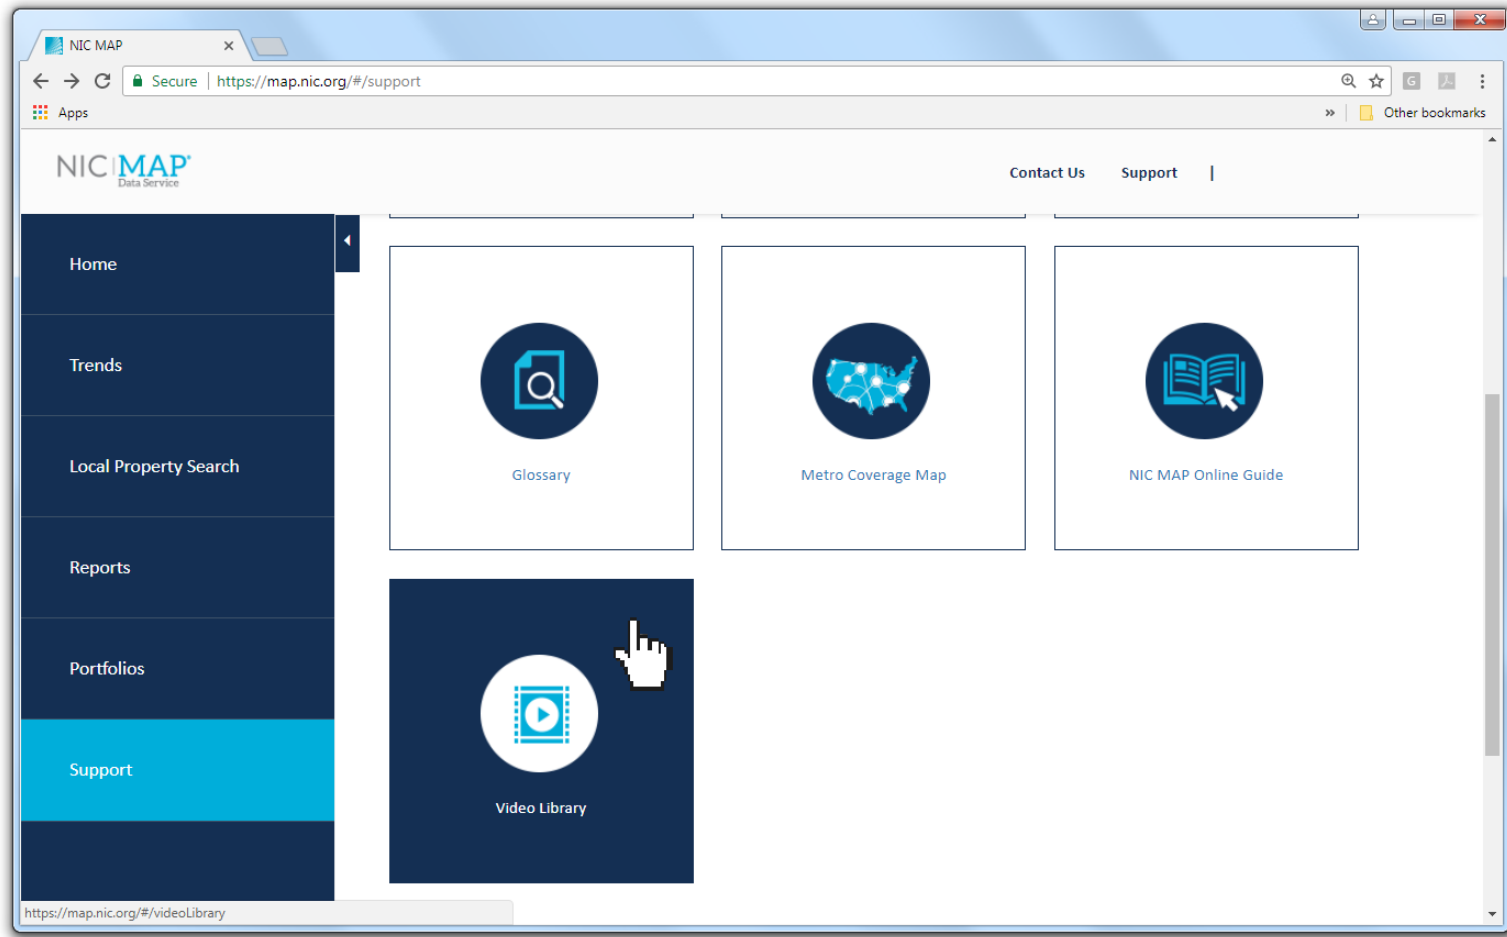 NIC MAP
Secure | https://map.nic.org/#/support
G
Apps
» Other bookmarks
NIC MAP®
Data Service
Contact Us Support |
Home
Trends
Local Property Search
Reports
Portfolios
Support
Glossary
Metro Coverage Map
NIC MAP Online Guide
Video Library
https://map.nic.org/#/videoLibrary